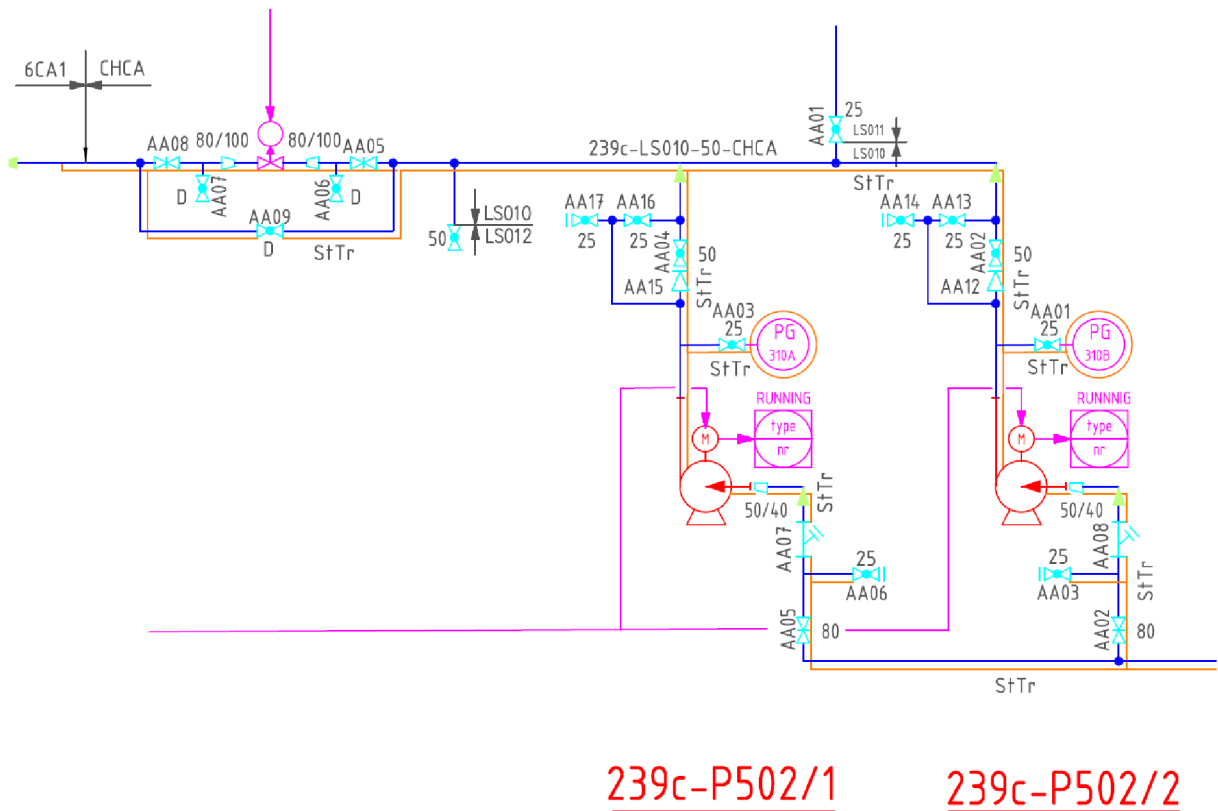 6CA1 CHCA
AA08 80/100 80/100 AA05
239c-LS010-50-CHCA
AA01
25
LS011
LS010
StTr
D AA07 AA06 D
AA09
D
StTr
LS010
50 LS012
AA17 AA16
25 25
AA04
50
AA15
StTr
AA14 AA13
25 25
AA02
50
AA12
StTr
AA03
25
PG
310A
StTr
AA01
25
PG
310B
StTr
RUNNING
M
type
nr
RUNNNIG
M
type
nr
50/40
StTr
AA07
25
AA06
AA05
80
50/40
AA08
25
AA03
StTr
AA02
80
StTr
239c-P502/1 239c-P502/2